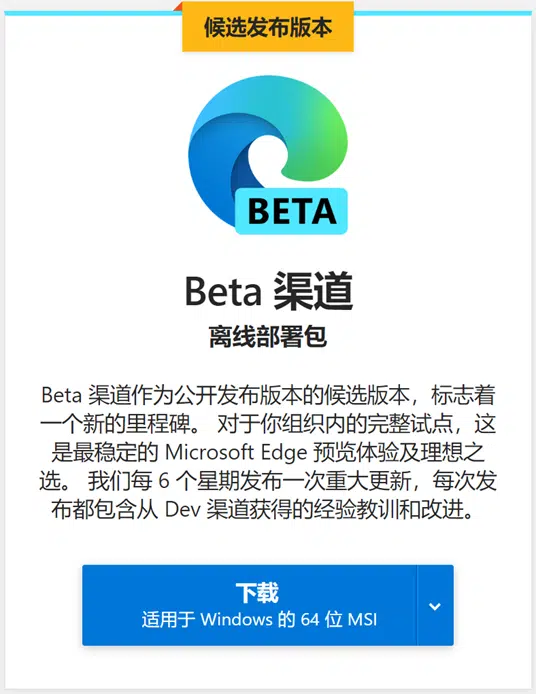 候选发布版本
BETA
Beta 渠道
离线部署包
Beta 渠道作为公开发布版本的候选版本，标志着
一个新的里程碑。 对于你组织内的完整试点，这
是最稳定的 Microsoft Edge 预览体验及理想之
选。 我们每 6 个星期发布一次重大更新，每次发
布都包含从 Dev 渠道获得的经验教训和改进。
下载
适用于 Windows 的 64 位 MSI